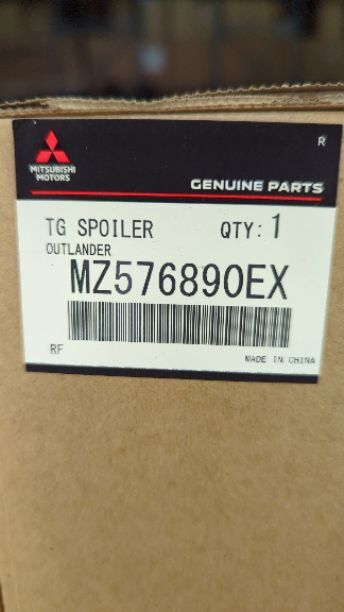 R
MITSUBISHI
MOTORS
GENUINE PARTS
TG SPOILER QTY: 1
OUTLANDER
MZ576890EX
RF
MADE IN CHINA